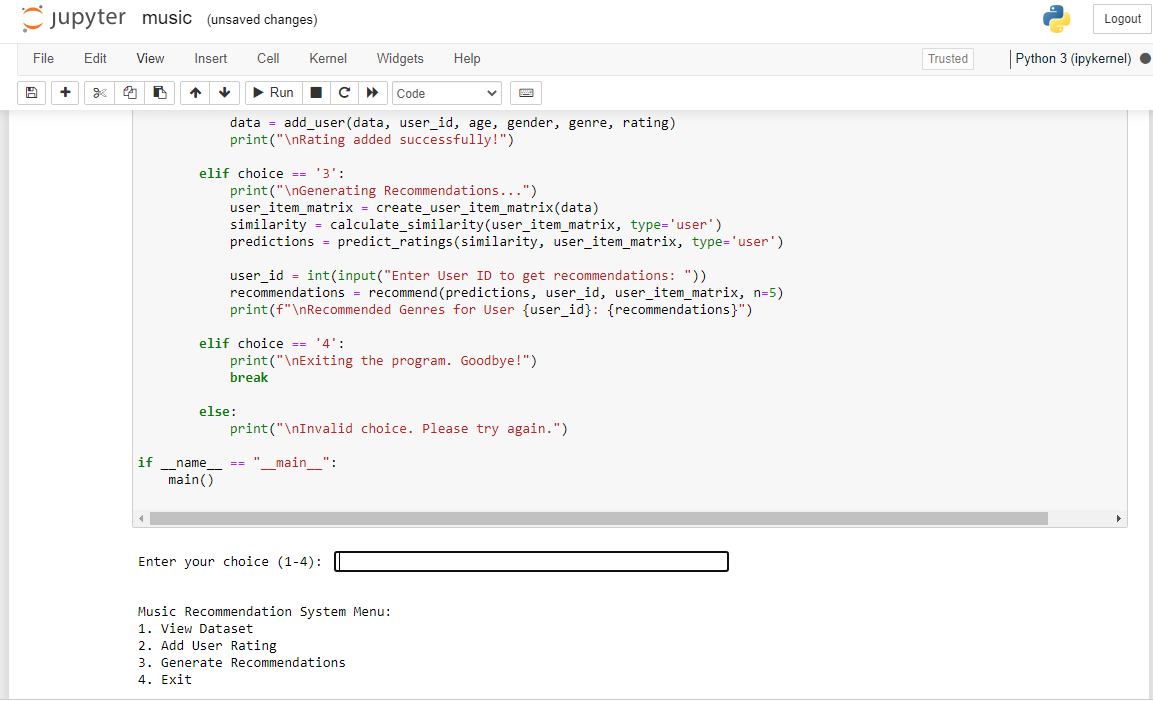 jupyter music (unsaved changes) Logout
File Edit View Insert Cell Kernel Widgets Help Trusted Python 3 (ipykernel)
Run Code
data = add_user(data, user_id, age, gender, genre, rating)
print("\nRating added successfully!")
elif choice == '3':
print("\nGenerating Recommendations...")
user_item_matrix = create_user_item_matrix(data)
similarity = calculate_similarity(user_item_matrix, type='user')
predictions = predict_ratings(similarity, user_item_matrix, type='user')
user_id = int(input("Enter User ID to get recommendations: "))
recommendations = recommend(predictions, user_id, user_item_matrix, n=5)
print(f"\nRecommended Genres for User {user_id}: {recommendations}")
elif choice == '4':
print("\nExiting the program. Goodbye!")
break
else:
print("\nInvalid choice. Please try again.")
if __name__ == "__main__":
main()
Enter your choice (1-4):
Music Recommendation System Menu:
1. View Dataset
2. Add User Rating
3. Generate Recommendations
4. Exit